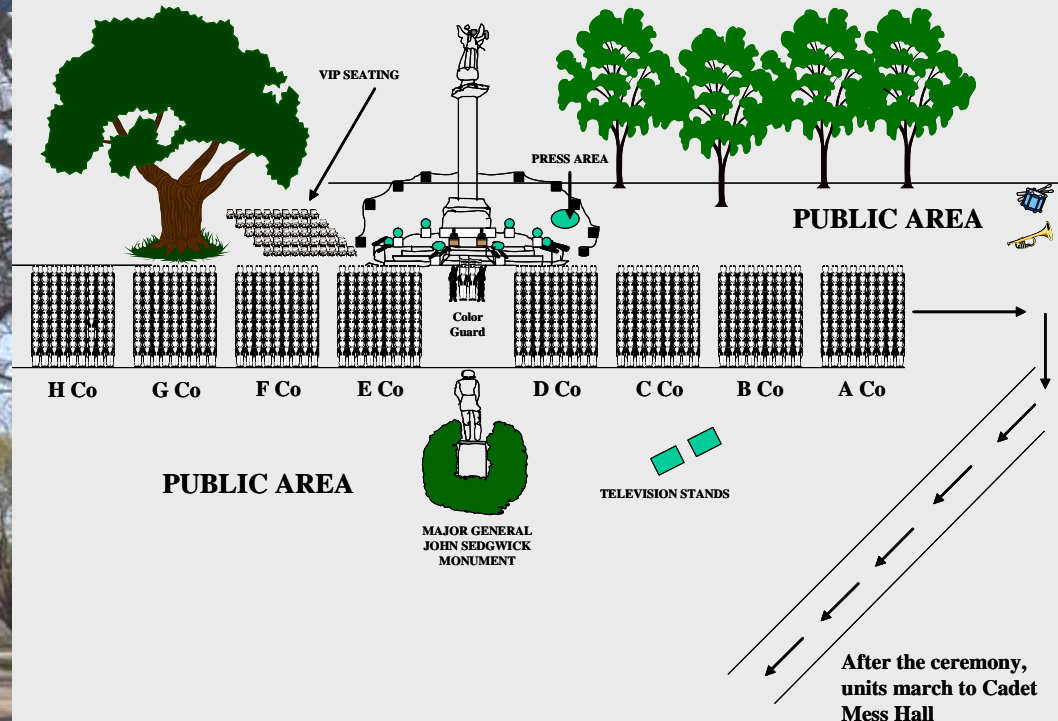 VIP SEATING
PRESS AREA
PUBLIC AREA
Color
Guard
H Co
G Co
F Co
E Co
D Co
C Co
B Co
A Co
PUBLIC AREA
TELEVISION STANDS
MAJOR GENERAL
JOHN SEDGWICK
MONUMENT
After the ceremony,
units march to Cadet
Mess Hall